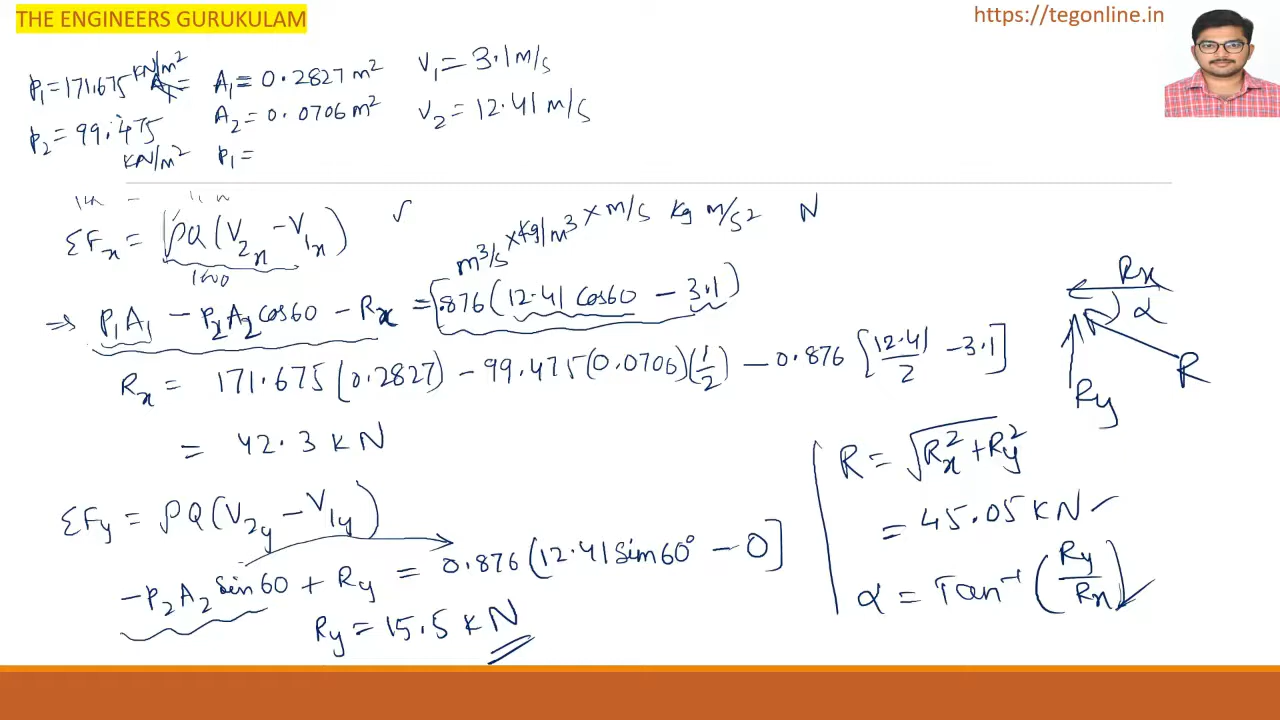 THE ENGINEERS GURUKULAM
https://tegonline.in
p₁=171.675 KN/m² A₁= 0.2827 m² V₁= 3.1 m/s
p₂= 99.475 KN/m² A₂= 0.0706 m² V₂= 12.41 m/s
p₁ =
ΣFₓ = ρQ (V₂ₓ - V₁ₓ) √ m³/s × kg/m³ × m/s kg m/s² N
1000
⇒ p₁A₁ - p₂A₂ cos60 - Rₓ = .876 (12.41 cos60 - 3.1)
Rₓ = 171.675 (0.2827) - 99.475 (0.0706) (1/2) - 0.876 [12.41/2 - 3.1]
= 42.3 KN
ΣFy = ρQ (V₂y - V₁y)
-p₂A₂ sin60 + Ry = 0.876 (12.41 sin60° - 0]
Ry = 15.5 KN
Rx
α
R
Ry
R = √Rₓ² + Ry²
= 45.05 KN
α = Tan⁻¹ (Ry/Rx)